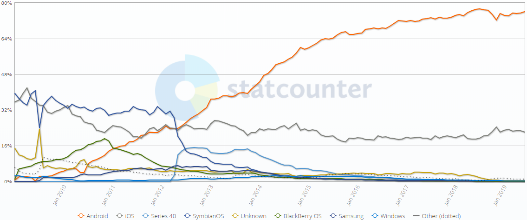 80%
64%
48%
32%
16%
0%
statcounter
Jan 2010
Jan 2011
Jan 2012
Jan 2013
Jan 2014
Jan 2015
Jan 2016
Jan 2017
Jan 2018
Jan 2019
Android iOS Series 40 SymbianOS Unknown BlackBerry OS Samsung Windows Other (dotted)